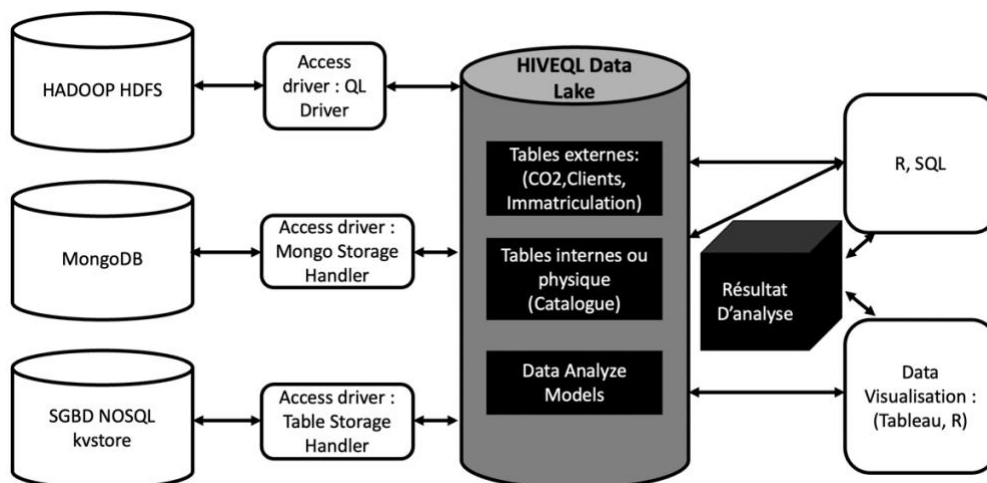 HADOOP HDFS
Access
driver : QL
Driver
MongoDB
Access driver :
Mongo Storage
Handler
SGBD NOSQL
kvstore
Access driver :
Table Storage
Handler
HIVEQL Data
Lake
Tables externes:
(CO2,Clients,
Immatriculation)
Tables internes ou
physique
(Catalogue)
Data Analyze
Models
R, SQL
Résultat
D’analyse
Data
Visualisation :
(Tableau, R)